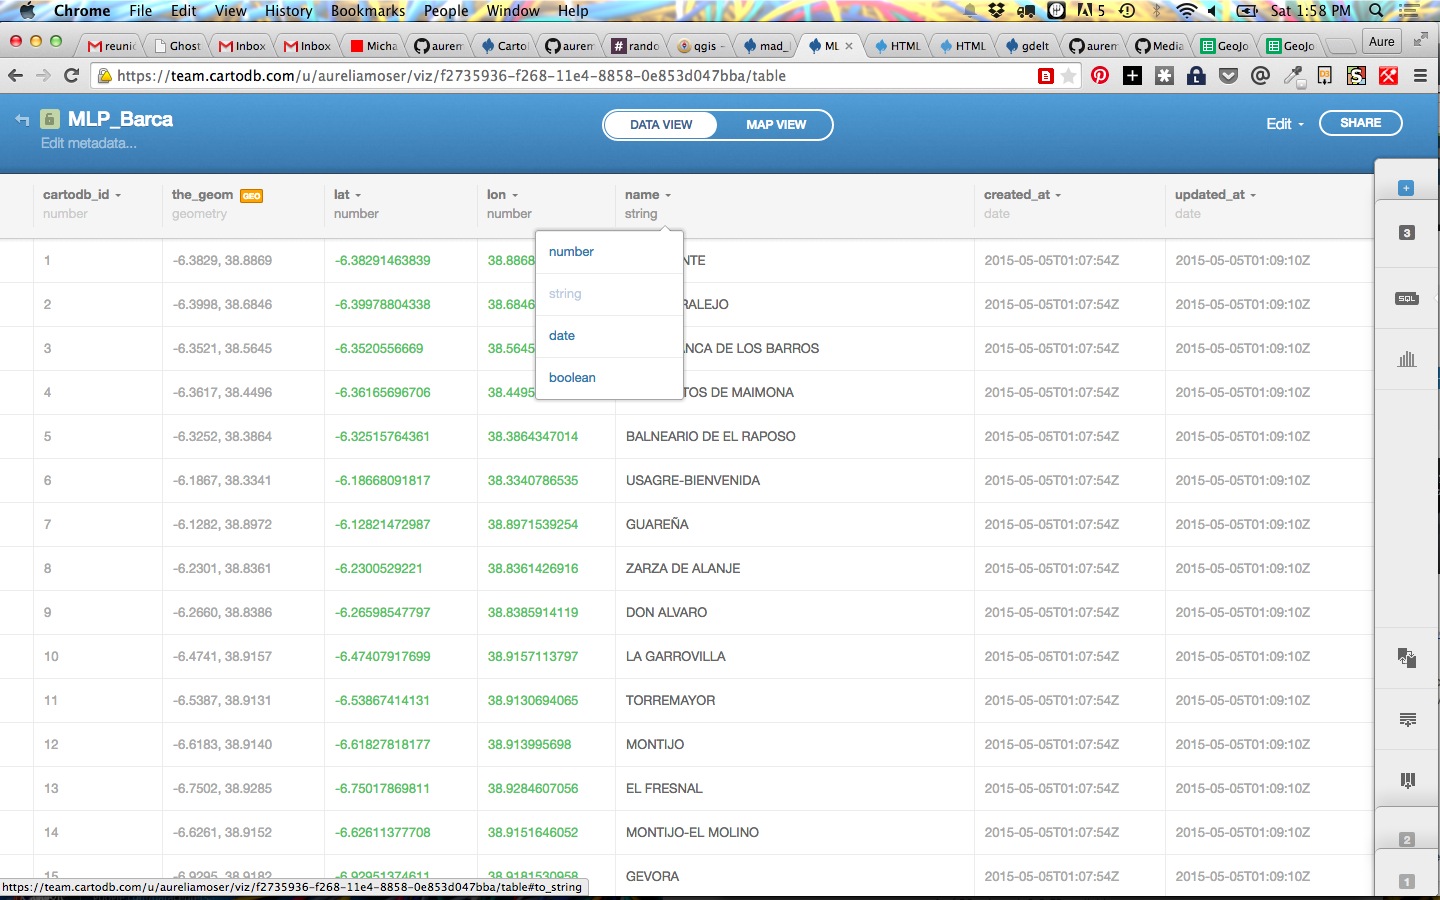 Chrome File Edit View History Bookmarks People Window Help 5 Sat 1:58 PM
reunic Ghost Inbox Inbox Micha aurem Cartol aurem rando qgis - mad_ ML HTML HTML gdelt aurem Media GeoJo GeoJo Aure
https://team.cartodb.com/u/aureliamoser/viz/f2735936-f268-11e4-8858-0e853d047bba/table
MLP_Barca DATA VIEW MAP VIEW Edit SHARE
Edit metadata...
cartodb_id the_geom GEO lat lon name created_at updated_at
number geometry number number string date date
1 -6.3829, 38.8869 -6.38291463839 38.8868 NTE 2015-05-05T01:07:54Z 2015-05-05T01:09:10Z
2 -6.3998, 38.6846 -6.39978804338 38.6846 RALEJO 2015-05-05T01:07:54Z 2015-05-05T01:09:10Z
3 -6.3521, 38.5645 -6.3520556669 38.5645 ANCA DE LOS BARROS 2015-05-05T01:07:54Z 2015-05-05T01:09:10Z
4 -6.3617, 38.4496 -6.36165696706 38.4495 TOS DE MAIMONA 2015-05-05T01:07:54Z 2015-05-05T01:09:10Z
number
string
date
boolean
5 -6.3252, 38.3864 -6.32515764361 38.3864347014 BALNEARIO DE EL RAPOSO 2015-05-05T01:07:54Z 2015-05-05T01:09:10Z
6 -6.1867, 38.3341 -6.18668091817 38.3340786535 USAGRE-BIENVENIDA 2015-05-05T01:07:54Z 2015-05-05T01:09:10Z
7 -6.1282, 38.8972 -6.12821472987 38.8971539254 GUAREÑA 2015-05-05T01:07:54Z 2015-05-05T01:09:10Z
8 -6.2301, 38.8361 -6.2300529221 38.8361426916 ZARZA DE ALANJE 2015-05-05T01:07:54Z 2015-05-05T01:09:10Z
9 -6.2660, 38.8386 -6.26598547797 38.8385914119 DON ALVARO 2015-05-05T01:07:54Z 2015-05-05T01:09:10Z
10 -6.4741, 38.9157 -6.47407917699 38.9157113797 LA GARROVILLA 2015-05-05T01:07:54Z 2015-05-05T01:09:10Z
11 -6.5387, 38.9131 -6.53867414131 38.9130694065 TORREMAYOR 2015-05-05T01:07:54Z 2015-05-05T01:09:10Z
12 -6.6183, 38.9140 -6.61827818177 38.913995698 MONTIJO 2015-05-05T01:07:54Z 2015-05-05T01:09:10Z
13 -6.7502, 38.9285 -6.75017869811 38.9284607056 EL FRESNAL 2015-05-05T01:07:54Z 2015-05-05T01:09:10Z
14 -6.6261, 38.9152 -6.62611377708 38.9151646052 MONTIJO-EL MOLINO 2015-05-05T01:07:54Z 2015-05-05T01:09:10Z
15 -6.9295, 38.9182 -6.92951374611 38.9181530958 GEVORA 2015-05-05T01:07:54Z 2015-05-05T01:09:10Z
https://team.cartodb.com/u/aureliamoser/viz/f2735936-f268-11e4-8858-0e853d047bba/table#to_string
3
SQL
2
1